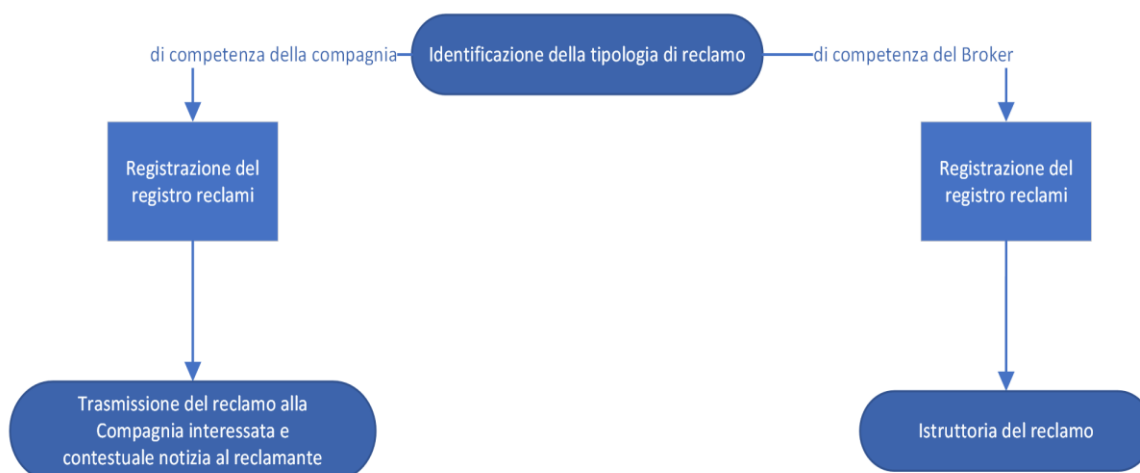 di competenza della compagnia
Identificazione della tipologia di reclamo
di competenza del Broker
Registrazione del
registro reclami
Registrazione del
registro reclami
Trasmissione del reclamo alla
Compagnia interessata e
contestuale notizia al reclamante
Istruttoria del reclamo